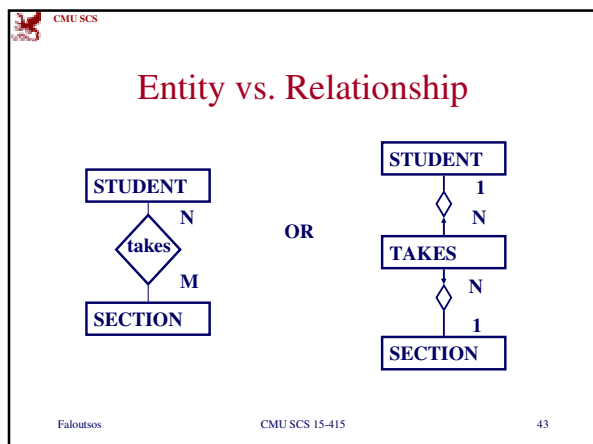 CMU SCS
Entity vs. Relationship
STUDENT
N
takes
M
SECTION
OR
STUDENT
1
N
TAKES
N
1
SECTION
Faloutsos CMU SCS 15-415 43